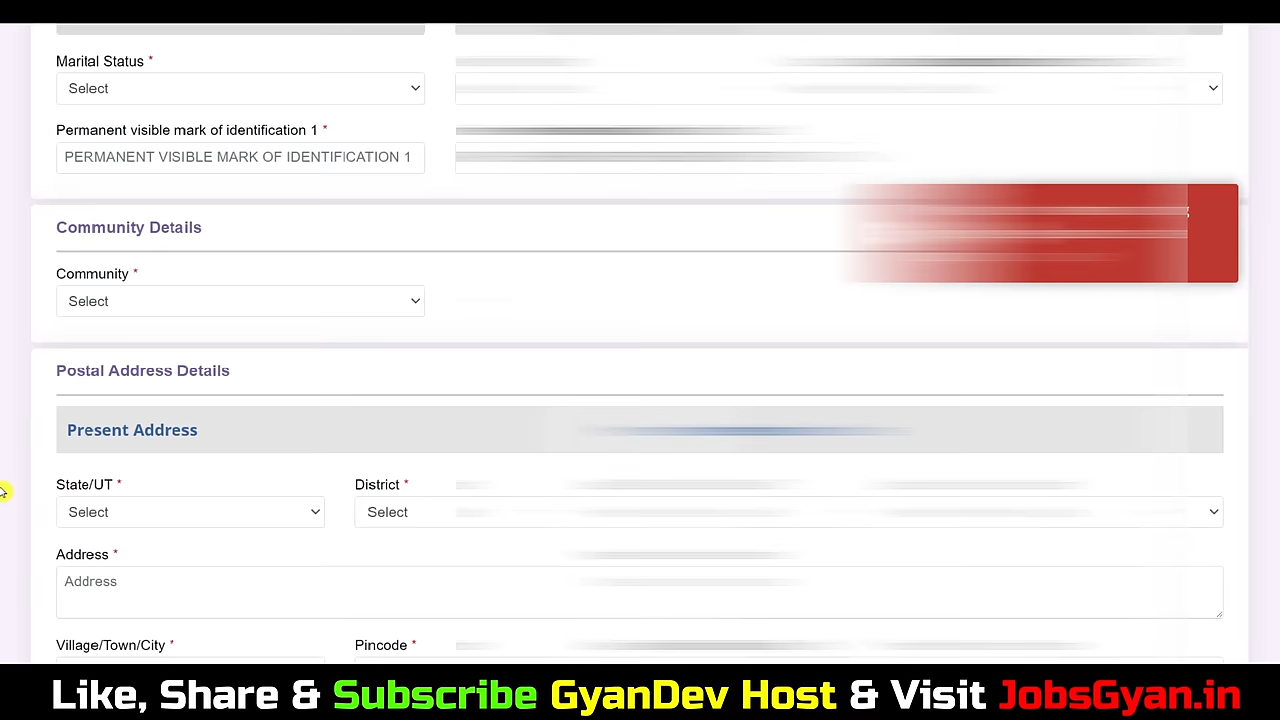 Marital Status *
Select
Permanent visible mark of identification 1 *
PERMANENT VISIBLE MARK OF IDENTIFICATION 1
Community Details
Community *
Select
Postal Address Details
Present Address
State/UT * District *
Select Select
Address *
Address
Village/Town/City * Pincode *
Like, Share & Subscribe GyanDev Host & Visit JobsGyan.in